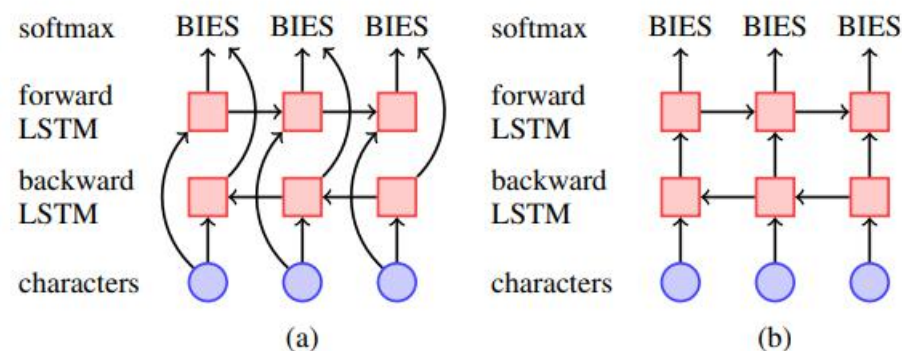 softmax BIES BIES BIES
forward
LSTM
backward
LSTM
characters
(a)
softmax BIES BIES BIES
forward
LSTM
backward
LSTM
characters
(b)